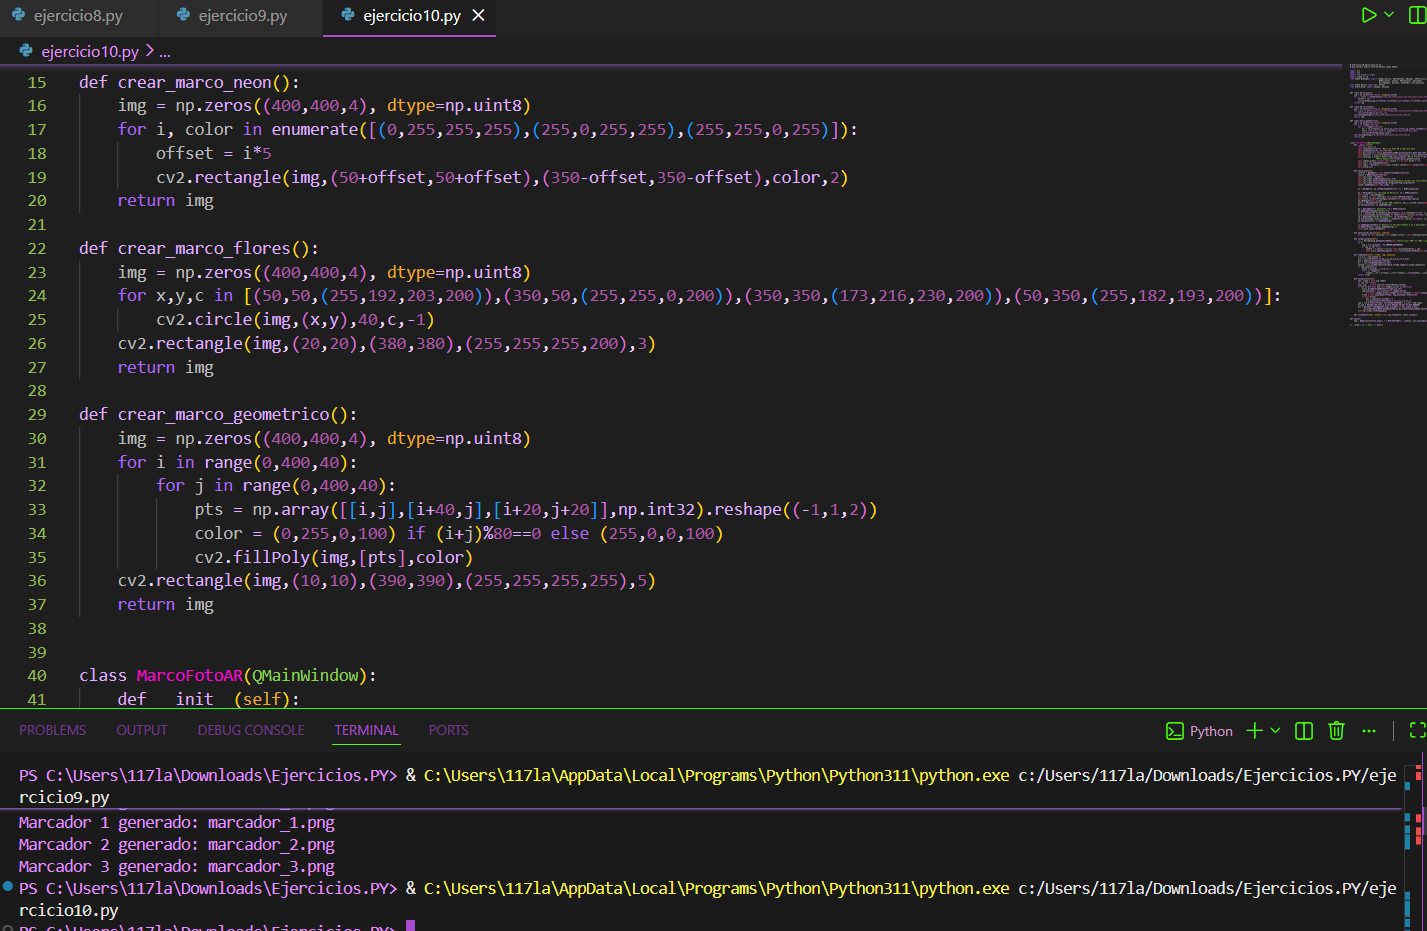 ejercicio8.py ejercicio9.py ejercicio10.py
ejercicio10.py > ...
15 def crear_marco_neon():
16     img = np.zeros((400,400,4), dtype=np.uint8)
17     for i, color in enumerate([(0,255,255,255),(255,0,255,255),(255,255,0,255)]):
18         offset = i*5
19         cv2.rectangle(img,(50+offset,50+offset),(350-offset,350-offset),color,2)
20     return img
21
22 def crear_marco_flores():
23     img = np.zeros((400,400,4), dtype=np.uint8)
24     for x,y,c in [(50,50,(255,192,203,200)),(350,50,(255,255,0,200)),(350,350,(173,216,230,200)),(50,350,(255,182,193,200))]:
25         cv2.circle(img,(x,y),40,c,-1)
26     cv2.rectangle(img,(20,20),(380,380),(255,255,255,200),3)
27     return img
28
29 def crear_marco_geometrico():
30     img = np.zeros((400,400,4), dtype=np.uint8)
31     for i in range(0,400,40):
32         for j in range(0,400,40):
33             pts = np.array([[i,j],[i+40,j],[i+20,j+20]],np.int32).reshape((-1,1,2))
34             color = (0,255,0,100) if (i+j)%80==0 else (255,0,0,100)
35             cv2.fillPoly(img,[pts],color)
36     cv2.rectangle(img,(10,10),(390,390),(255,255,255,255),5)
37     return img
38
39
40 class MarcoFotoAR(QMainWindow):
41     def __init__(self):
PROBLEMS OUTPUT DEBUG CONSOLE TERMINAL PORTS Python
PS C:\Users\117la\Downloads\Ejercicios.PY> & C:\Users\117la\AppData\Local\Programs\Python\Python311\python.exe c:/Users/117la/Downloads/Ejercicios.PY/eje
rcicio9.py
Marcador 1 generado: marcador_1.png
Marcador 2 generado: marcador_2.png
Marcador 3 generado: marcador_3.png
PS C:\Users\117la\Downloads\Ejercicios.PY> & C:\Users\117la\AppData\Local\Programs\Python\Python311\python.exe c:/Users/117la/Downloads/Ejercicios.PY/eje
rcicio10.py
PS C:\Users\117la\Downloads\Ejercicios.PY>